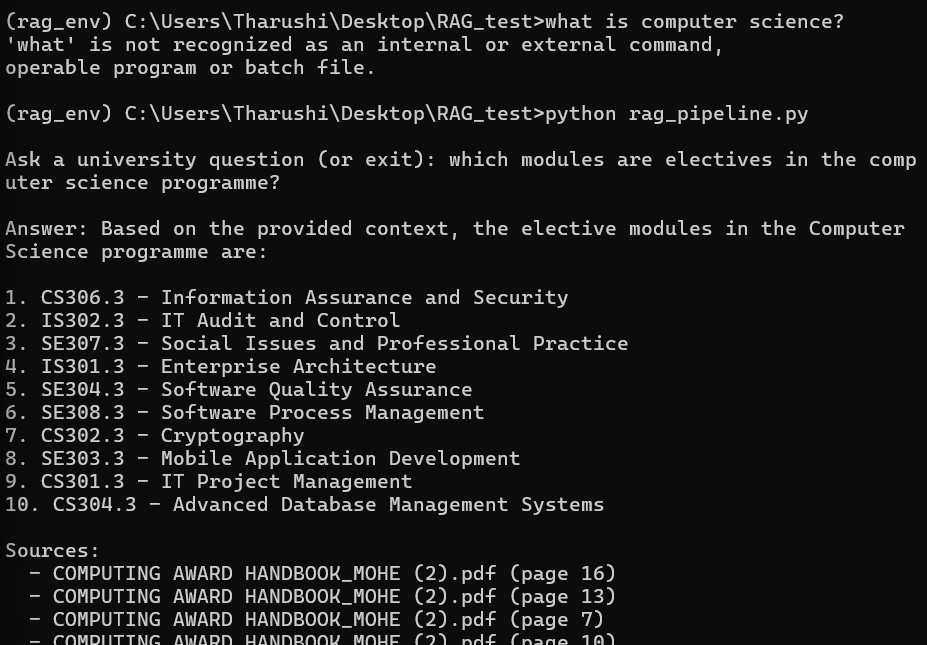 (rag_env) C:\Users\Tharushi\Desktop\RAG_test>what is computer science?
'what' is not recognized as an internal or external command,
operable program or batch file.
(rag_env) C:\Users\Tharushi\Desktop\RAG_test>python rag_pipeline.py
Ask a university question (or exit): which modules are electives in the comp
uter science programme?
Answer: Based on the provided context, the elective modules in the Computer
Science programme are:
1. CS306.3 – Information Assurance and Security
2. IS302.3 – IT Audit and Control
3. SE307.3 – Social Issues and Professional Practice
4. IS301.3 – Enterprise Architecture
5. SE304.3 – Software Quality Assurance
6. SE308.3 – Software Process Management
7. CS302.3 – Cryptography
8. SE303.3 – Mobile Application Development
9. CS301.3 – IT Project Management
10. CS304.3 – Advanced Database Management Systems
Sources:
- COMPUTING AWARD HANDBOOK_MOHE (2).pdf (page 16)
- COMPUTING AWARD HANDBOOK_MOHE (2).pdf (page 13)
- COMPUTING AWARD HANDBOOK_MOHE (2).pdf (page 7)
- COMPUTING AWARD HANDBOOK_MOHE (2).pdf (page 10)